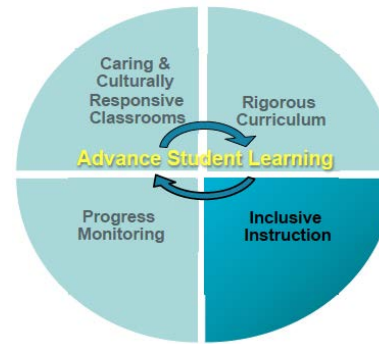 Caring &
Culturally
Responsive
Classrooms
Rigorous
Curriculum
Advance Student Learning
Progress
Monitoring
Inclusive
Instruction